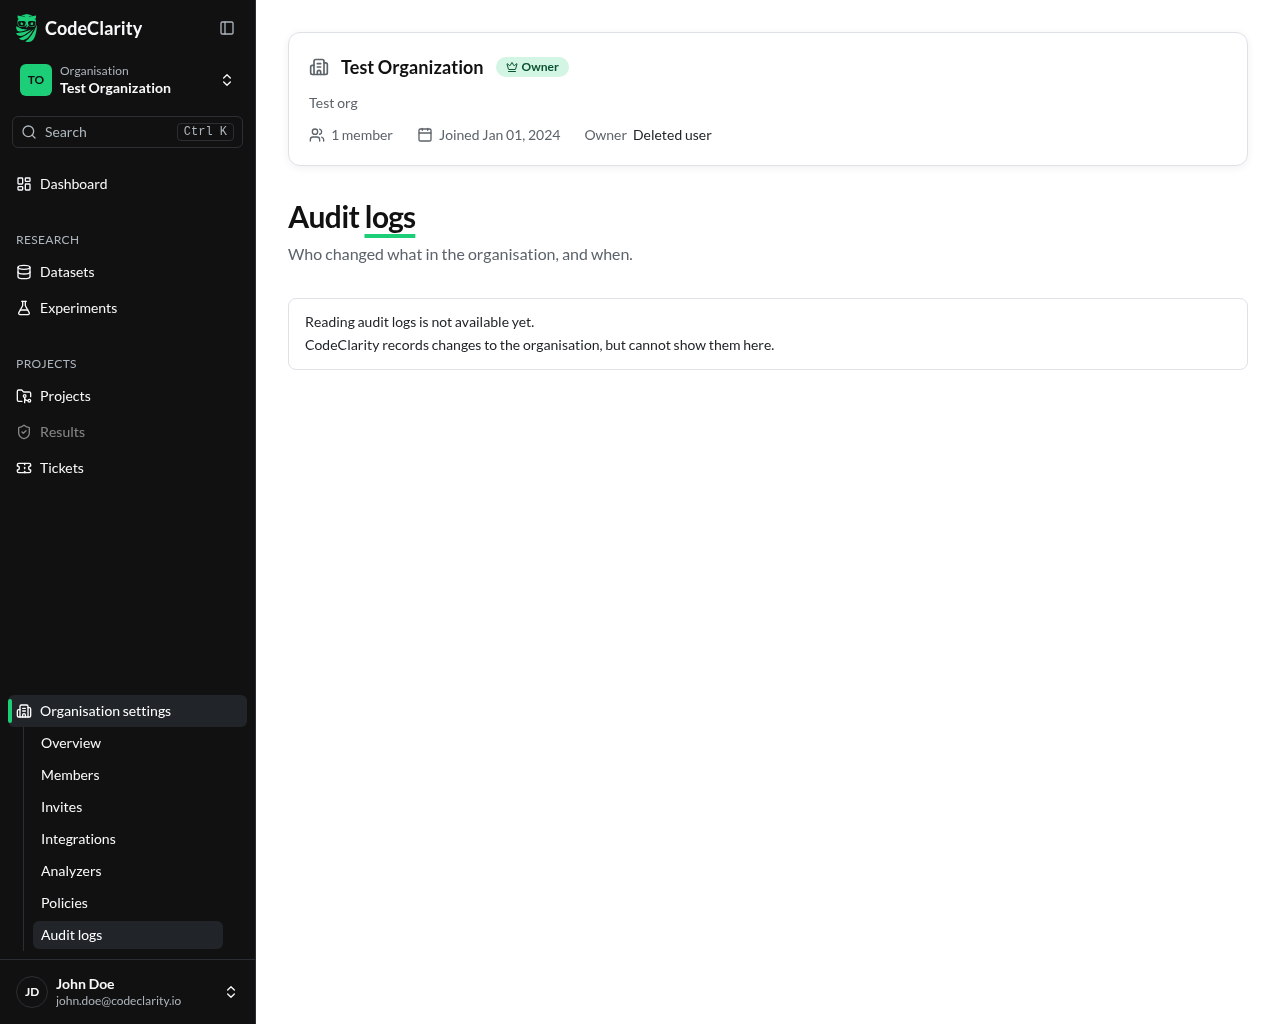 CodeClarity
TO
Organisation
Test Organization
Search
Ctrl K
Dashboard
RESEARCH
Datasets
Experiments
PROJECTS
Projects
Results
Tickets
Organisation settings
Overview
Members
Invites
Integrations
Analyzers
Policies
Audit logs
JD
John Doe
john.doe@codeclarity.io
Test Organization
Owner
Test org
1 member
Joined Jan 01, 2024
Owner Deleted user
Audit logs
Who changed what in the organisation, and when.
Reading audit logs is not available yet.
CodeClarity records changes to the organisation, but cannot show them here.